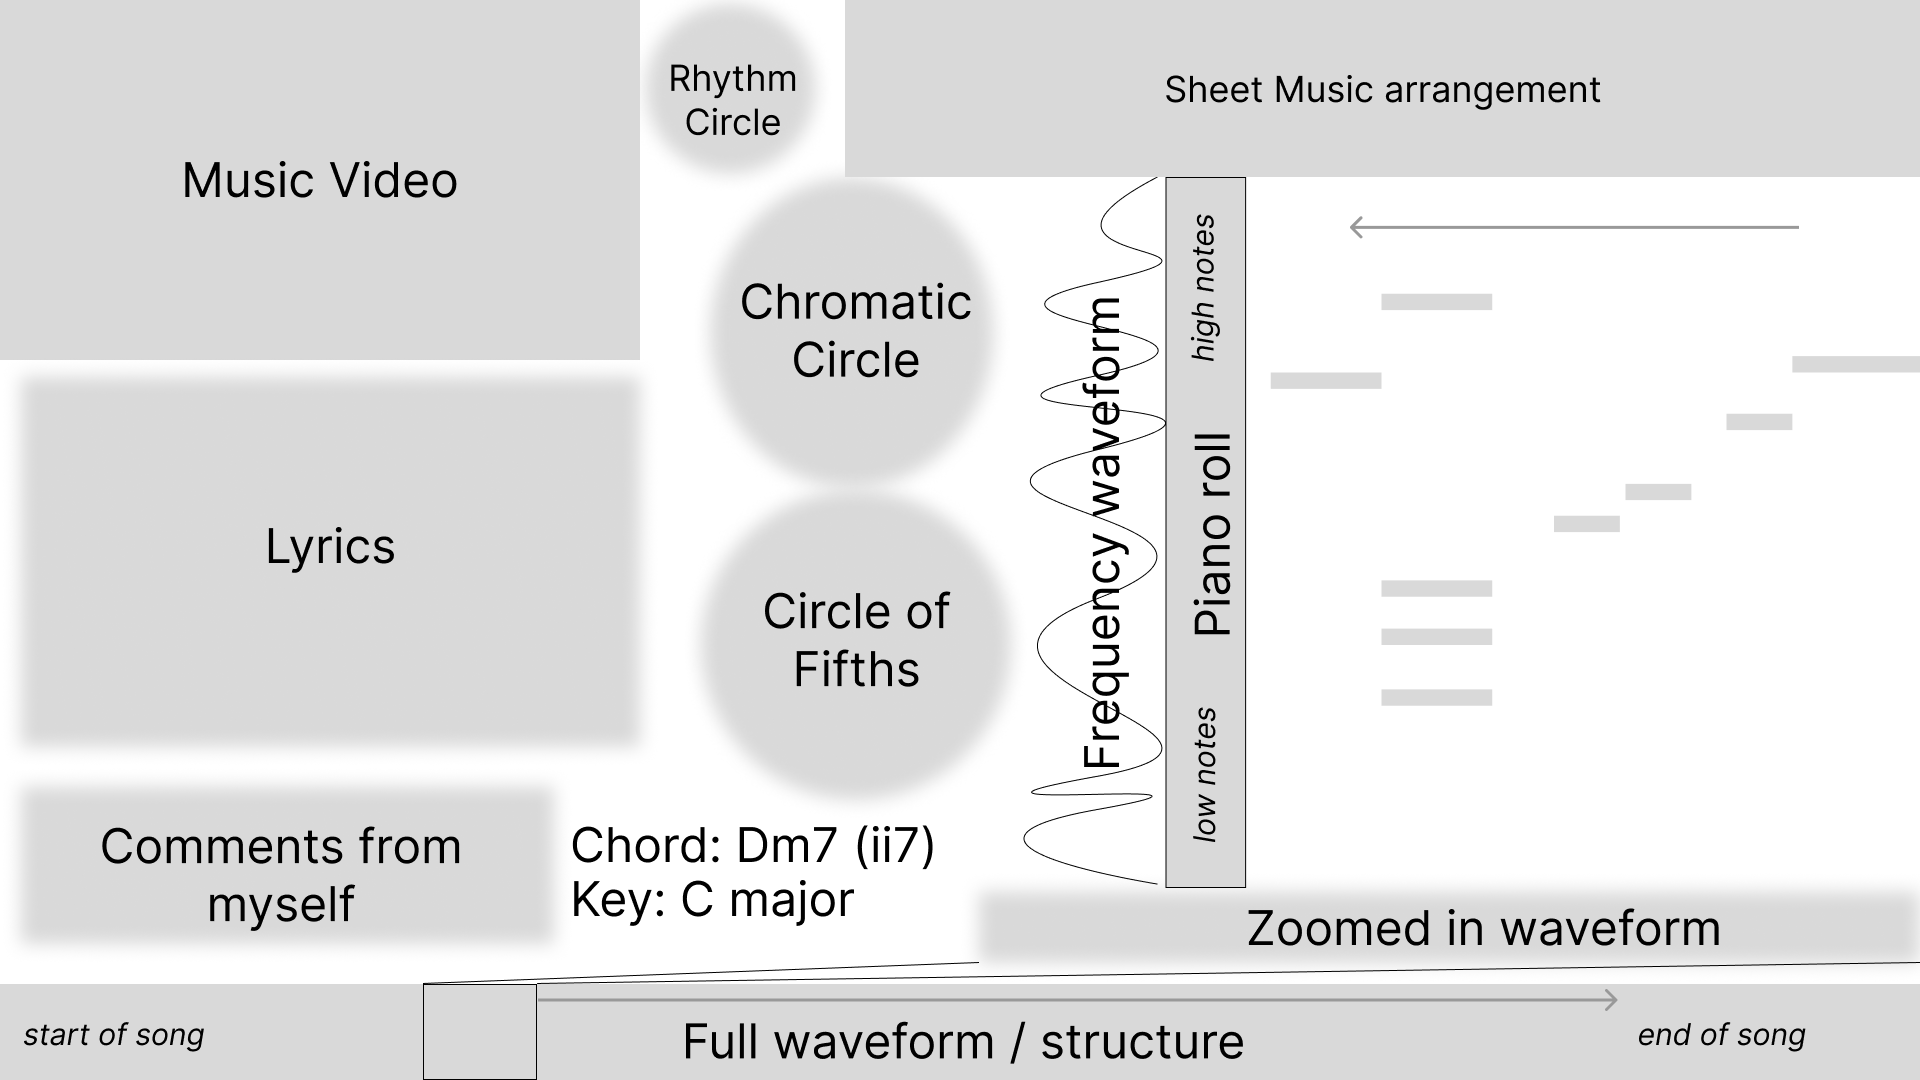 Music Video
Rhythm
Circle
Sheet Music arrangement
Chromatic
Circle
Frequency waveform
high notes
Piano roll
low notes
Lyrics
Circle of
Fifths
Comments from
myself
Chord: Dm7 (ii7)
Key: C major
Zoomed in waveform
start of song
Full waveform / structure
end of song